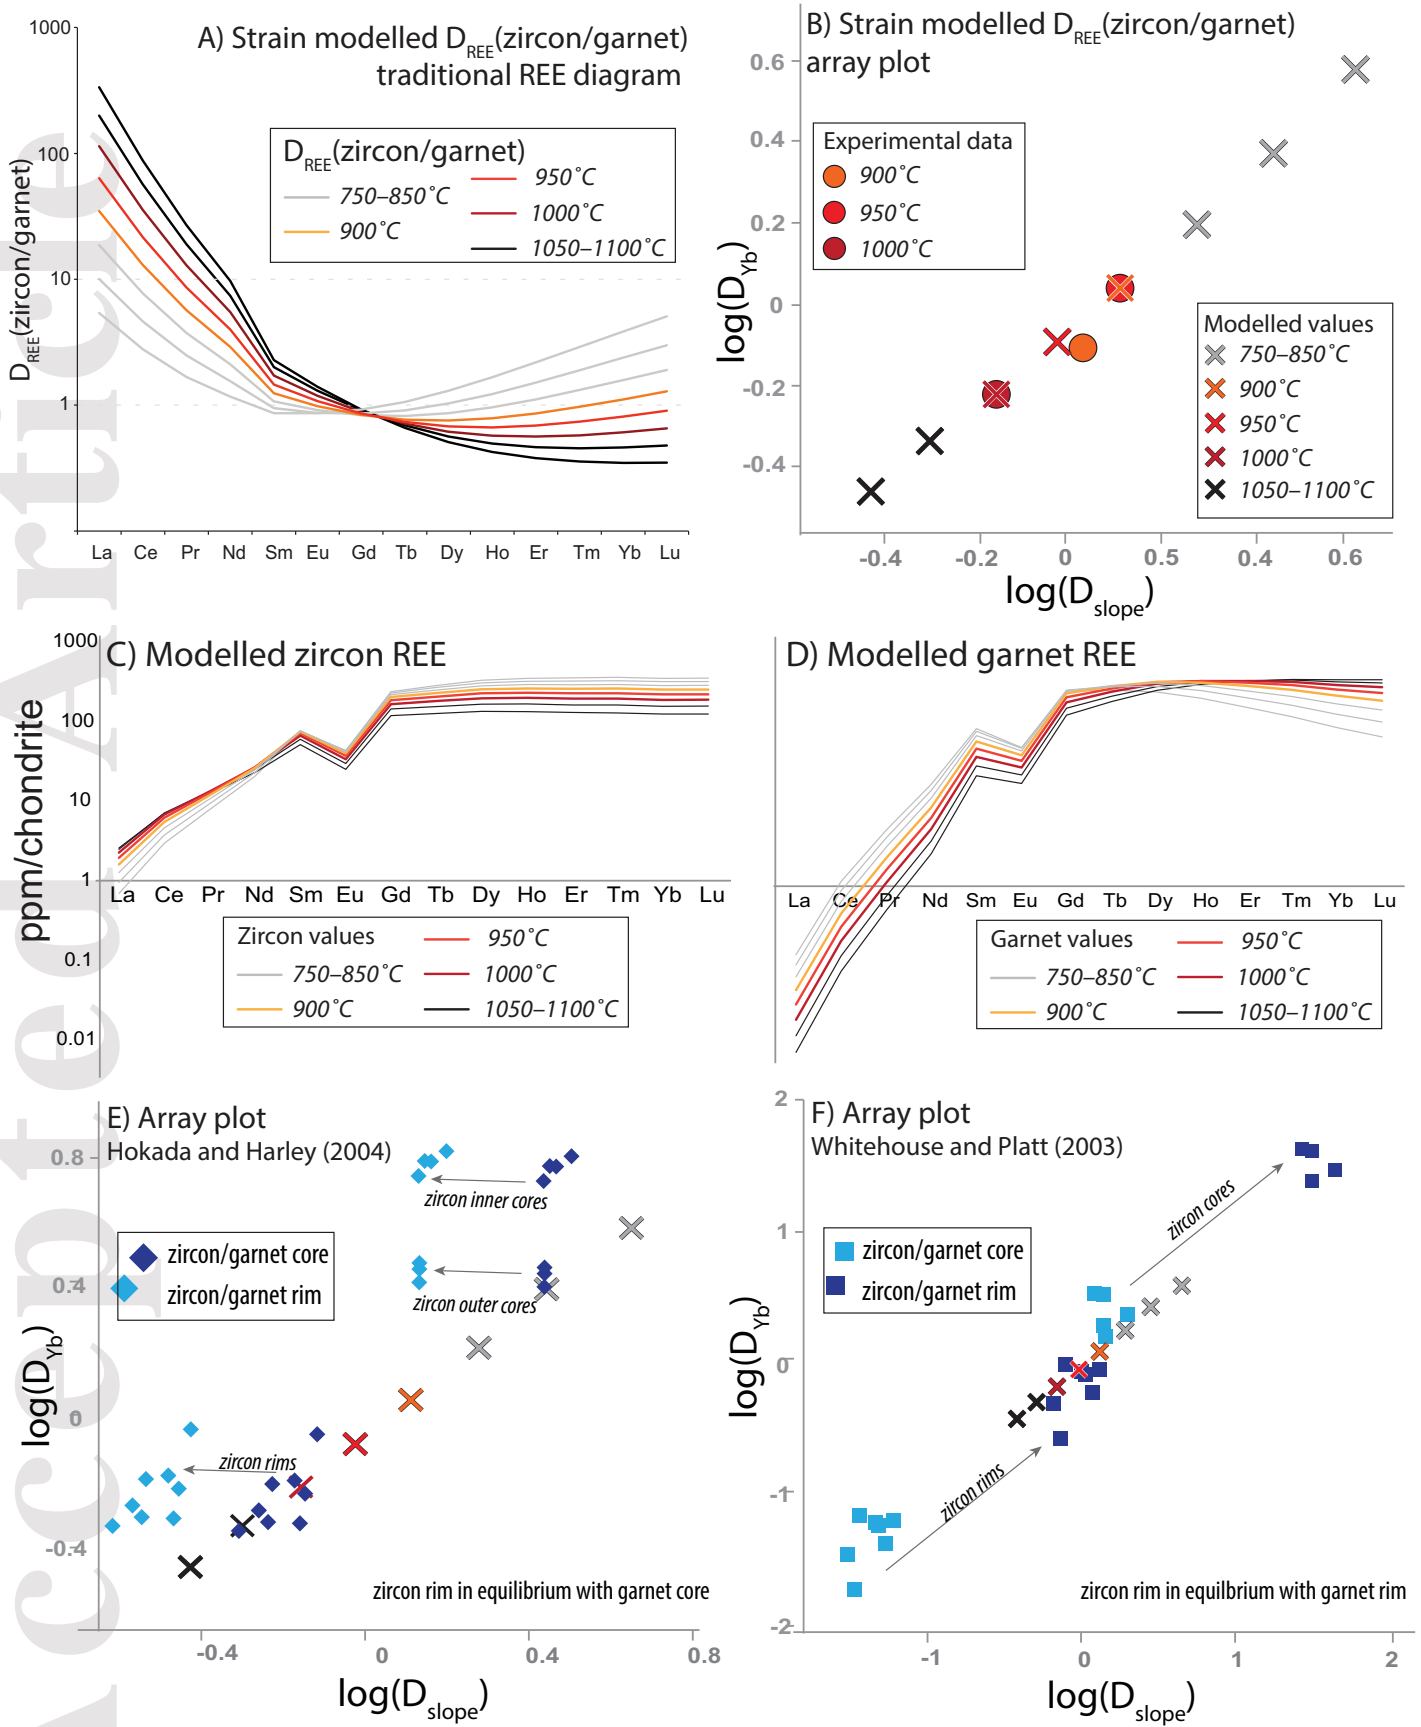 A) Strain modelled D_REE(zircon/garnet)
traditional REE diagram
1000
100
10
1
D_REE(zircon/garnet)
D_REE(zircon/garnet)
750–850˚C
900˚C
950˚C
1000˚C
1050–1100˚C
La Ce Pr Nd Sm Eu Gd Tb Dy Ho Er Tm Yb Lu
B) Strain modelled D_REE(zircon/garnet)
array plot
0.6
0.4
0.2
0
-0.2
-0.4
log(D_Yb)
Experimental data
900˚C
950˚C
1000˚C
Modelled values
750–850˚C
900˚C
950˚C
1000˚C
1050–1100˚C
-0.4 -0.2 0 0.5 0.4 0.6
log(D_slope)
C) Modelled zircon REE
1000
100
10
1
0.1
0.01
ppm/chondrite
La Ce Pr Nd Sm Eu Gd Tb Dy Ho Er Tm Yb Lu
Zircon values
750–850˚C
900˚C
950˚C
1000˚C
1050–1100˚C
D) Modelled garnet REE
La Ce Pr Nd Sm Eu Gd Tb Dy Ho Er Tm Yb Lu
Garnet values
750–850˚C
900˚C
950˚C
1000˚C
1050–1100˚C
E) Array plot
Hokada and Harley (2004)
0.8
0.4
0
-0.4
log(D_Yb)
zircon inner cores
zircon/garnet core
zircon/garnet rim
zircon outer cores
zircon rims
zircon rim in equilibrium with garnet core
-0.4 0 0.4 0.8
log(D_slope)
F) Array plot
Whitehouse and Platt (2003)
2
1
0
-1
-2
log(D_Yb)
zircon cores
zircon/garnet core
zircon/garnet rim
zircon rims
zircon rim in equilibrium with garnet rim
-1 0 1 2
log(D_slope)
Accepted Article